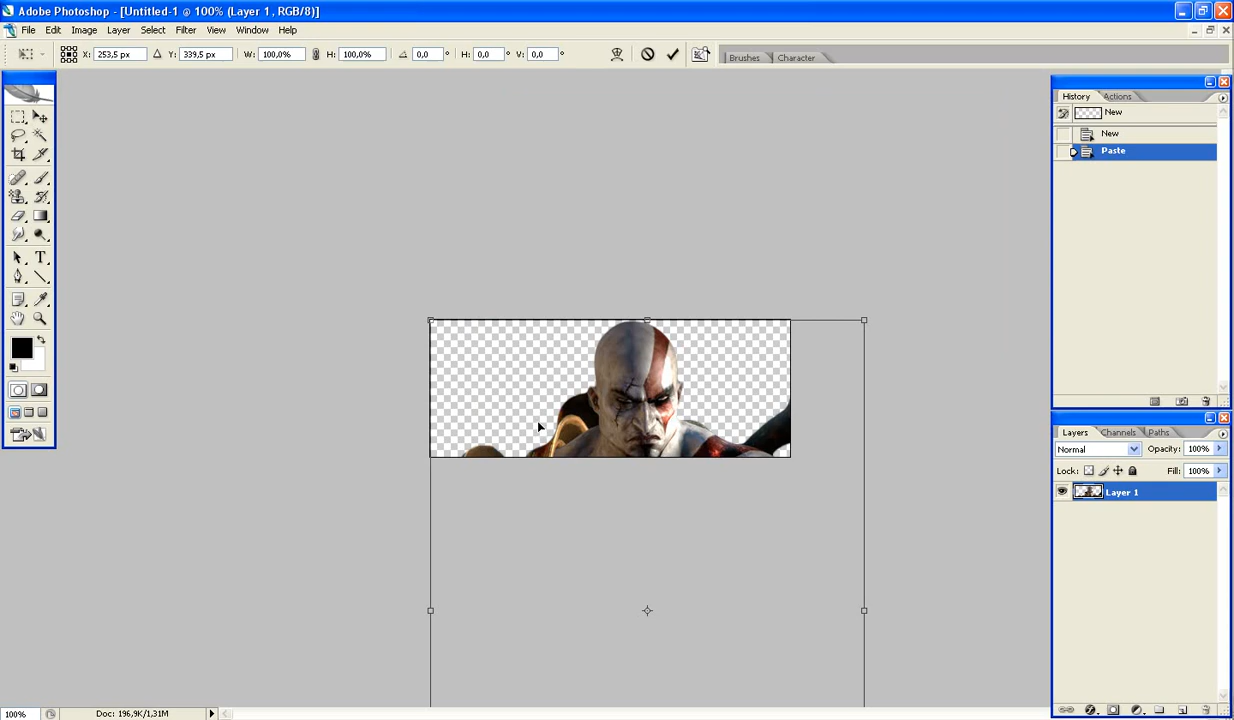 Adobe Photoshop - [Untitled-1 @ 100% (Layer 1, RGB/8)]
File Edit Image Layer Select Filter View Window Help
X: 253,5 px Y: 339,5 px W: 100,0% H: 100,0% 0,0 ° H: 0,0 ° V: 0,0 ° Brushes Character
History Actions
New
New
Paste
T
Layers Channels Paths
Normal Opacity: 100%
Lock: Fill: 100%
Layer 1
100% Doc: 196,9K/1,31M